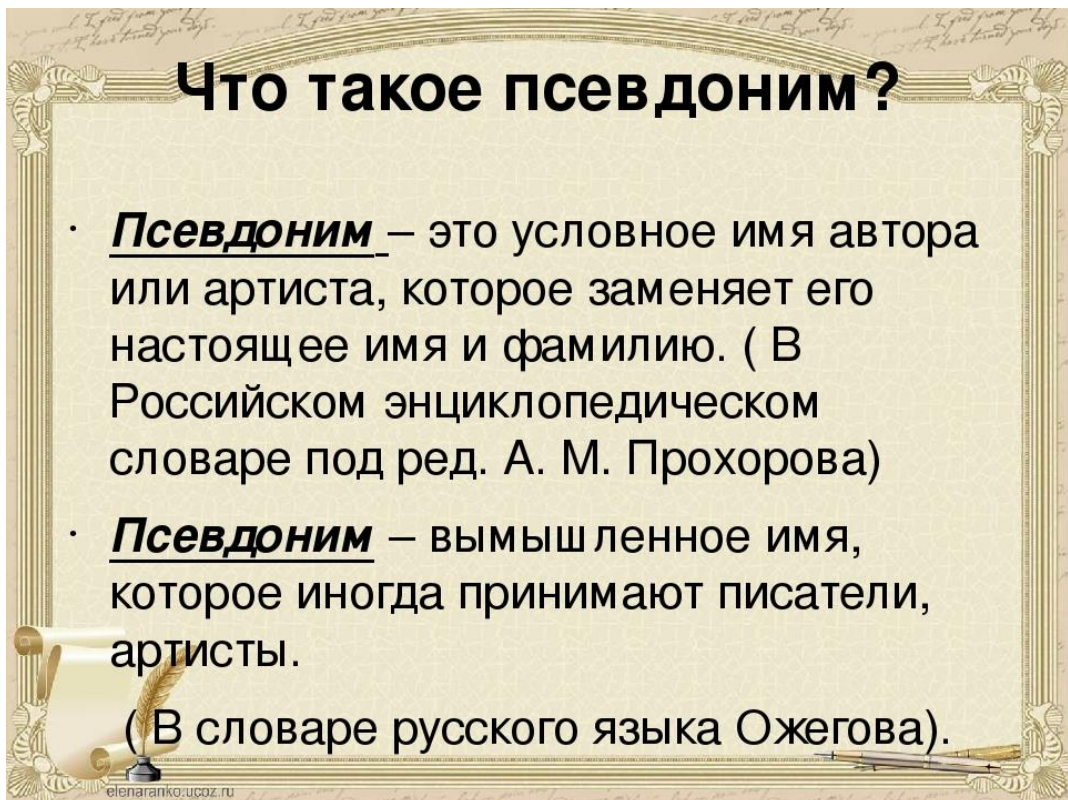 Что такое псевдоним?
· Псевдоним – это условное имя автора
или артиста, которое заменяет его
настоящее имя и фамилию. ( В
Российском энциклопедическом
словаре под ред. А. М. Прохорова)
· Псевдоним – вымышленное имя,
которое иногда принимают писатели,
артисты.
( В словаре русского языка Ожегова).
elenaranko.ucoz.ru